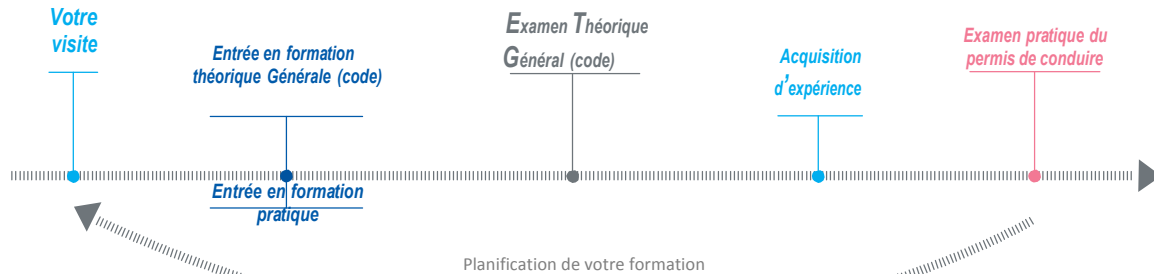 Votre
visite
Entrée en formation
théorique Générale (code)
Entrée en formation
pratique
Examen Théorique
Général (code)
Acquisition
d'expérience
Examen pratique du
permis de conduire
Planification de votre formation